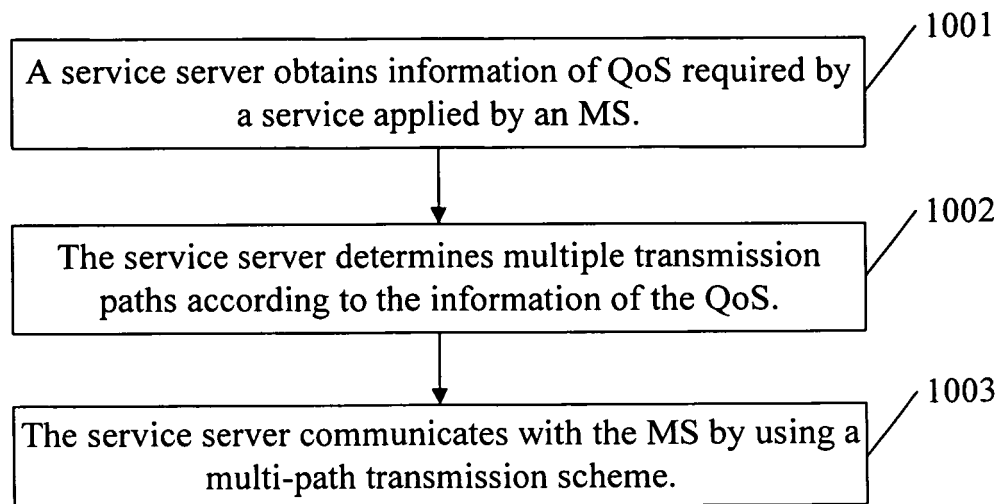 1001
A service server obtains information of QoS required by
a service applied by an MS.
1002
The service server determines multiple transmission
paths according to the information of the QoS.
1003
The service server communicates with the MS by using a
multi-path transmission scheme.